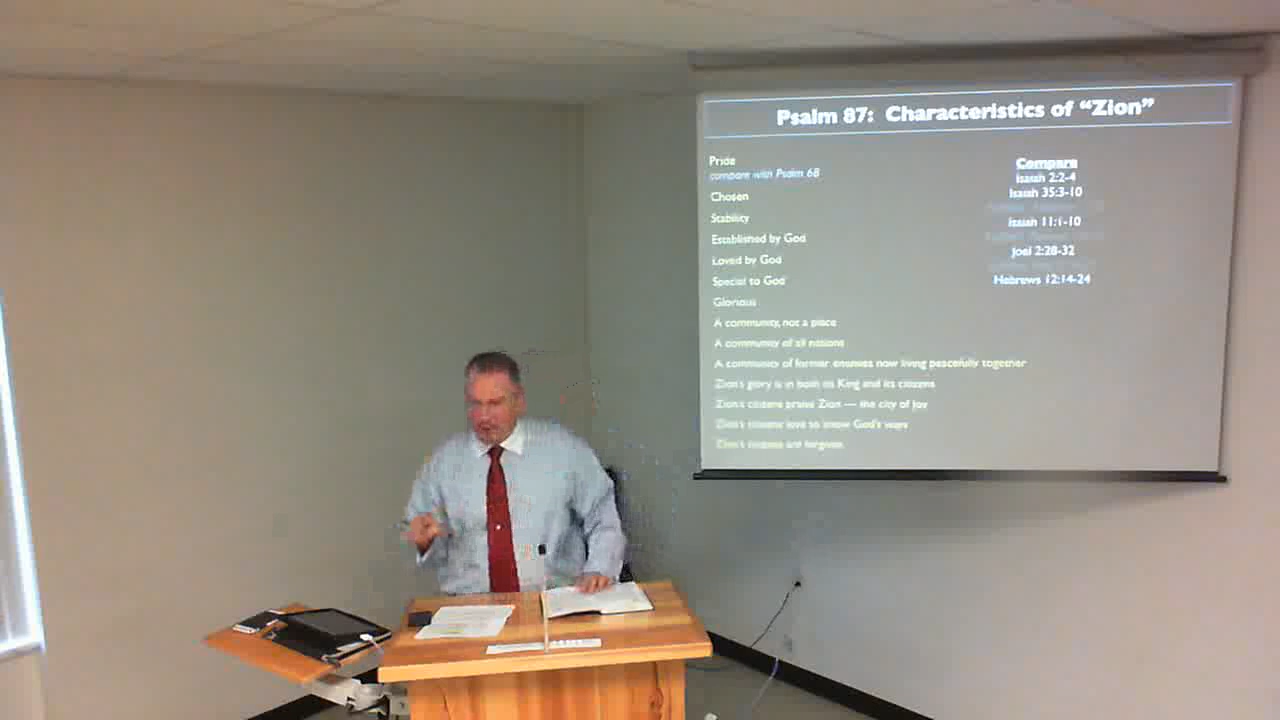 Psalm 87: Characteristics of “Zion”
Pride
compare with Psalm 68
Chosen
Stability
Established by God
Loved by God
Special to God
Glorious
A community, not a place
A community of all nations
A community of former enemies now living peacefully together
Zion's glory is in both its King and its citizens
Zion's citizens praise Zion — the city of Joy
Zion's citizens love to know God's ways
Zion's citizens are forgiven
Compare
Isaiah 2:2-4
Isaiah 35:3-10
Isaiah 11:1-10
Joel 2:28-32
Hebrews 12:14-24